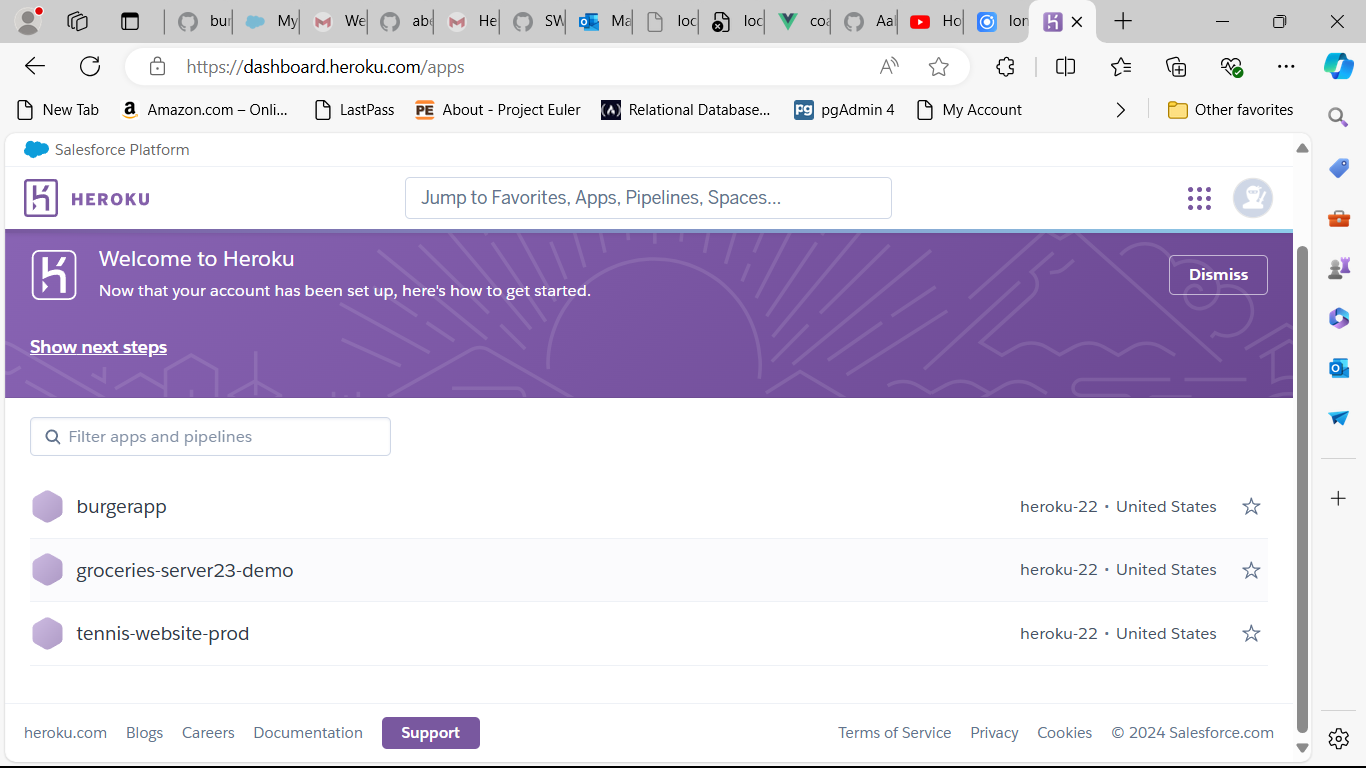 bur
My
We
abe
He
SW
Ma
loc
loc
coa
Aal
Ho
ion
https://dashboard.heroku.com/apps
New Tab
Amazon.com – Onli...
LastPass
PE About - Project Euler
Relational Database...
pg pgAdmin 4
My Account
Other favorites
Salesforce Platform
HEROKU
Jump to Favorites, Apps, Pipelines, Spaces...
Welcome to Heroku
Now that your account has been set up, here's how to get started.
Dismiss
Show next steps
Filter apps and pipelines
burgerapp heroku-22 • United States
groceries-server23-demo heroku-22 • United States
tennis-website-prod heroku-22 • United States
heroku.com Blogs Careers Documentation Support Terms of Service Privacy Cookies © 2024 Salesforce.com